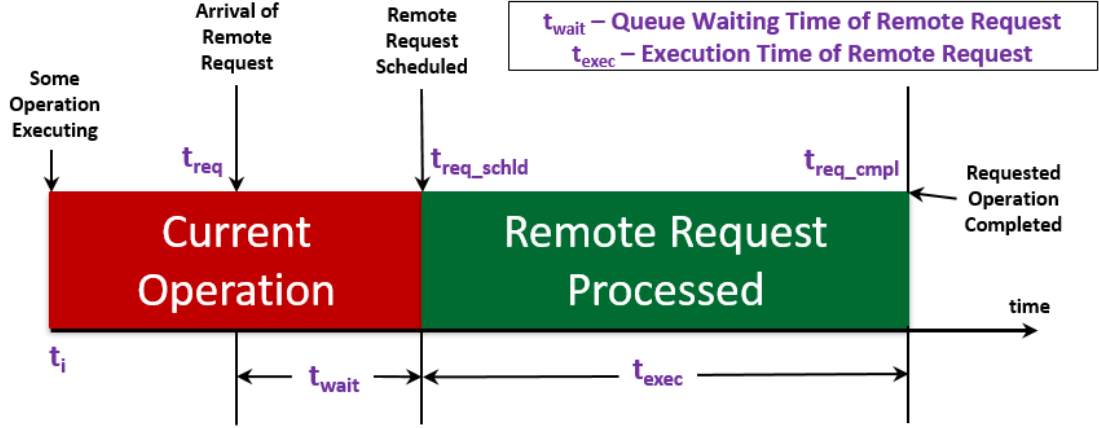 Arrival of
Remote
Request
Remote
Request
Scheduled
t_wait – Queue Waiting Time of Remote Request
t_exec – Execution Time of Remote Request
Some
Operation
Executing
t_req
t_req_schld
t_req_cmpl
Requested
Operation
Completed
Current
Operation
Remote Request
Processed
time
t_i
t_wait
t_exec